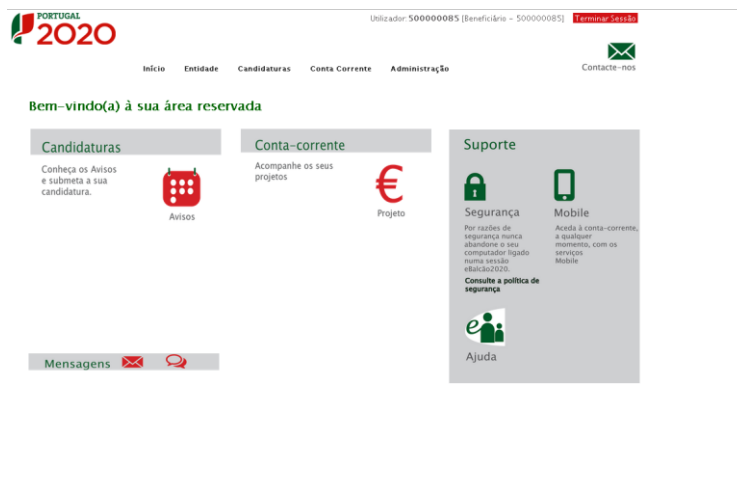 PORTUGAL
2020
Utilizador: 500000085 [Beneficiário - 500000085] Terminar Sessão
Contacte-nos
Início Entidade Candidaturas Conta Corrente Administração
Bem-vindo(a) à sua área reservada
Candidaturas
Conheça os Avisos
e submeta a sua
candidatura.
Avisos
Conta-corrente
Acompanhe os seus
projetos
€
Projeto
Suporte
Segurança
Por razões de
segurança nunca
abandone o seu
computador ligado
numa sessão
eBalcão2020.
Consulte a política de
segurança
Mobile
Aceda à conta-corrente,
a qualquer
momento, com os
serviços
Mobile
e
Ajuda
Mensagens